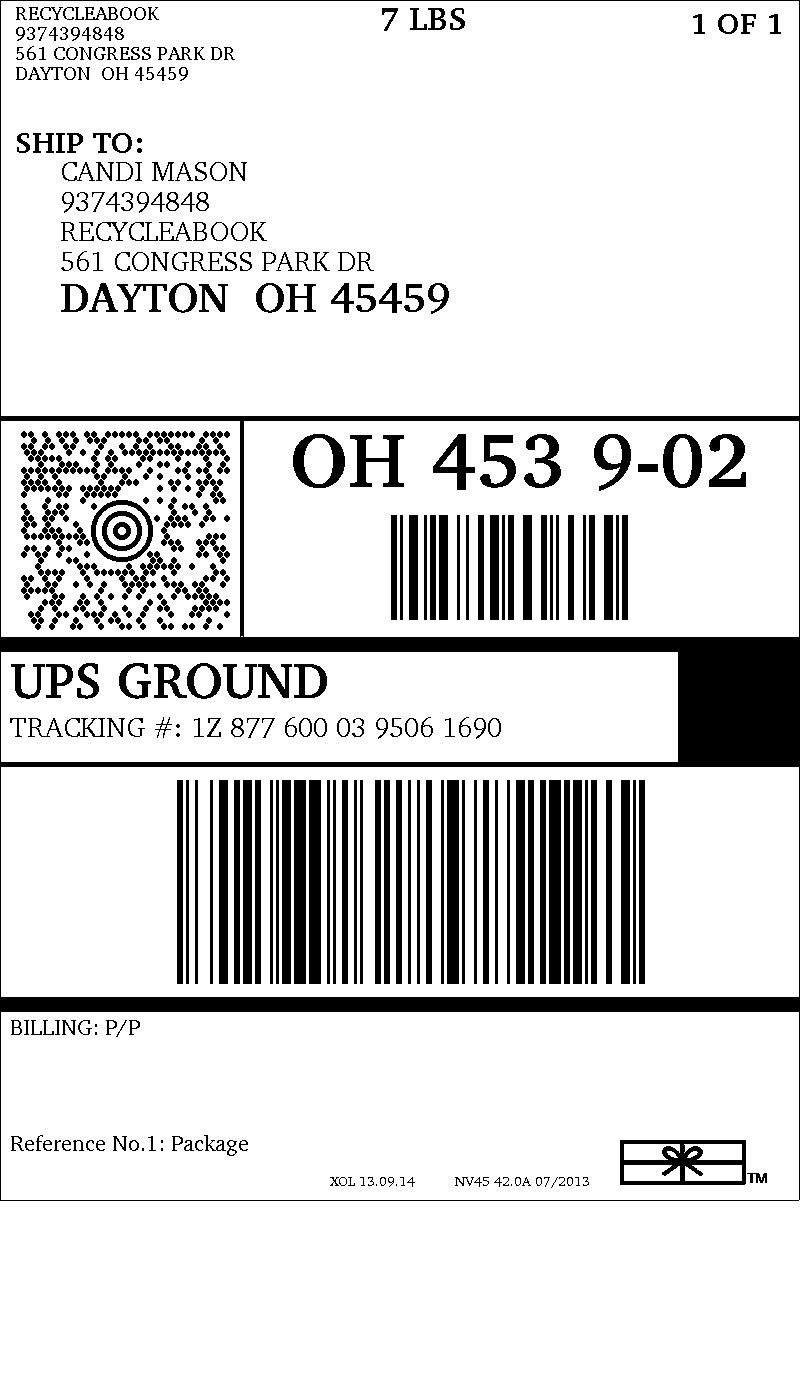 RECYCLEABOOK
9374394848
561 CONGRESS PARK DR
DAYTON  OH 45459
7 LBS
1 OF 1
SHIP TO:
CANDI MASON
9374394848
RECYCLEABOOK
561 CONGRESS PARK DR
DAYTON  OH 45459
OH 453 9-02
UPS GROUND
TRACKING #: 1Z 877 600 03 9506 1690
BILLING: P/P
Reference No.1: Package
XOL 13.09.14
NV45 42.0A 07/2013
TM